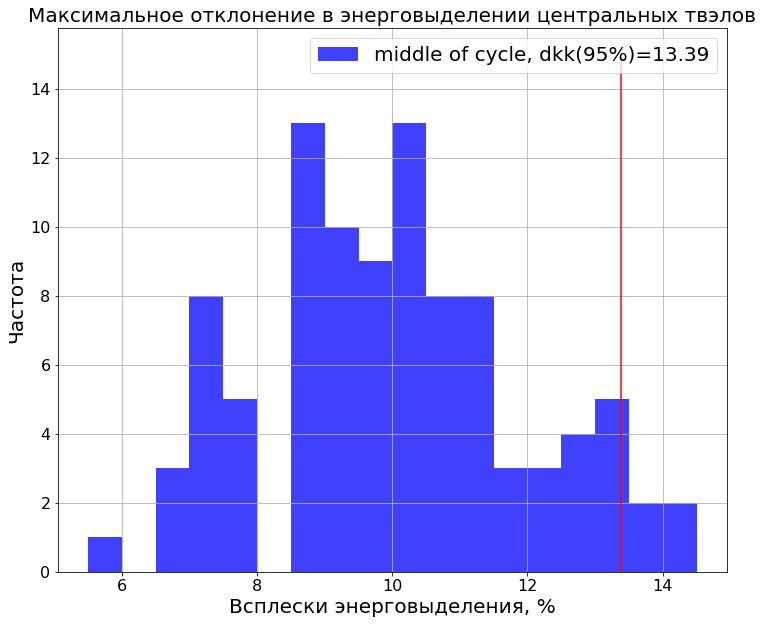 Максимальное отклонение в энерговыделении центральных твэлов
middle of cycle, dkk(95%)=13.39
14
12
10
8
6
4
2
0
Частота
6 8 10 12 14
Всплески энерговыделения, %